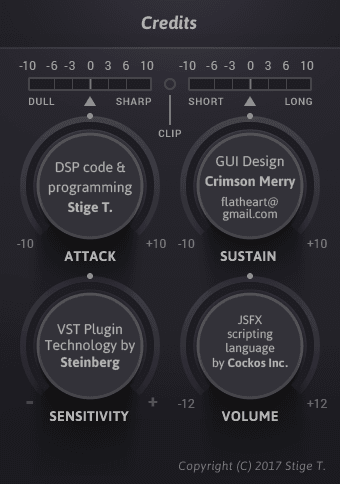 Credits
-10 -6 -3 0 3 6 10 -10 -6 -3 0 3 6 10
DULL SHARP SHORT LONG
CLIP
DSP code &
programming
Stige T.
GUI Design
Crimson Merry
flatheart@
gmail.com
-10 +10 -10 +10
ATTACK SUSTAIN
VST Plugin
Technology by
Steinberg
JSFX
scripting
language
by Cockos Inc.
- + -12 +12
SENSITIVITY VOLUME
Copyright (C) 2017 Stige T.